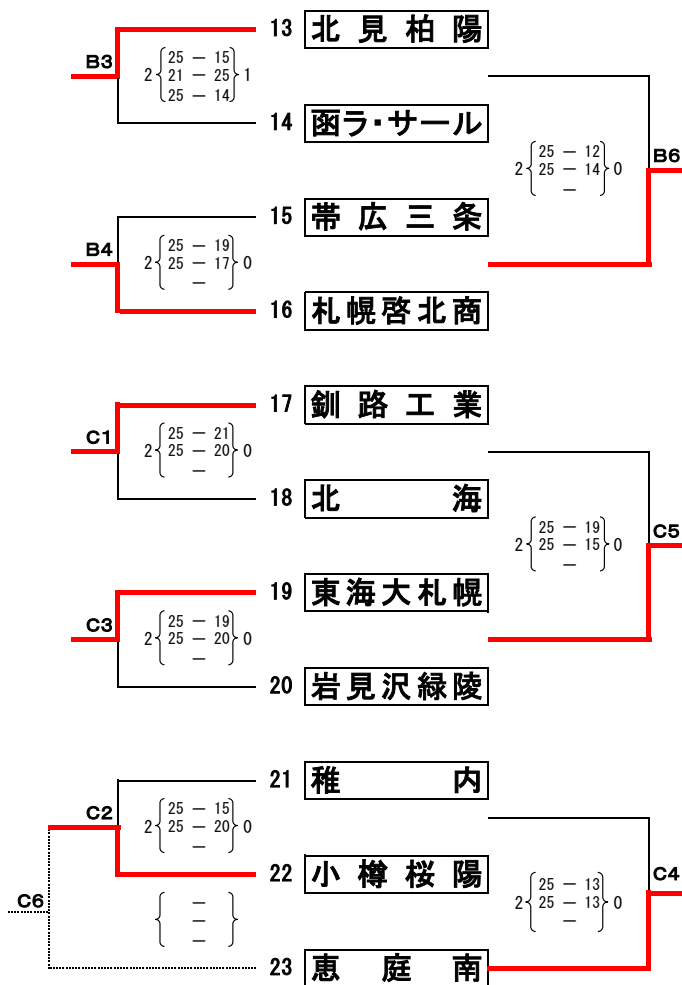 13 北見柏陽
B3
2 25 － 15 1
21 － 25
25 － 14
14 函ラ・サール
2 25 － 12 0
25 － 14
－
B6
15 帯広三条
B4
2 25 － 19 0
25 － 17
－
16 札幌啓北商
17 釧路工業
C1
2 25 － 21 0
25 － 20
－
18 北海
2 25 － 19 0
25 － 15
－
C5
19 東海大札幌
C3
2 25 － 19 0
25 － 20
－
20 岩見沢緑陵
21 稚内
C2
2 25 － 15 0
25 － 20
－
22 小樽桜陽
2 25 － 13 0
25 － 13
－
C4
C6
－
－
－
23 恵庭南